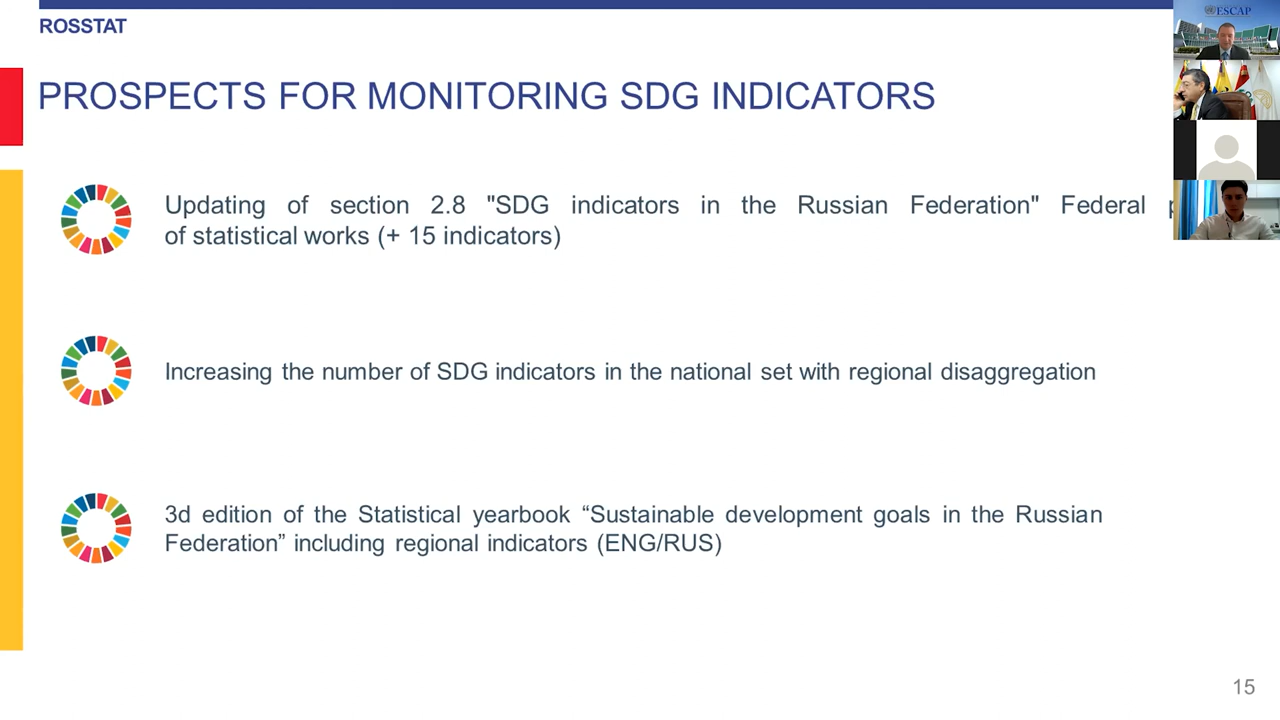 ROSSTAT
ESCAP
PROSPECTS FOR MONITORING SDG INDICATORS
Updating of section 2.8 "SDG indicators in the Russian Federation" Federal
of statistical works (+ 15 indicators)
Increasing the number of SDG indicators in the national set with regional disaggregation
3d edition of the Statistical yearbook “Sustainable development goals in the Russian
Federation” including regional indicators (ENG/RUS)
15